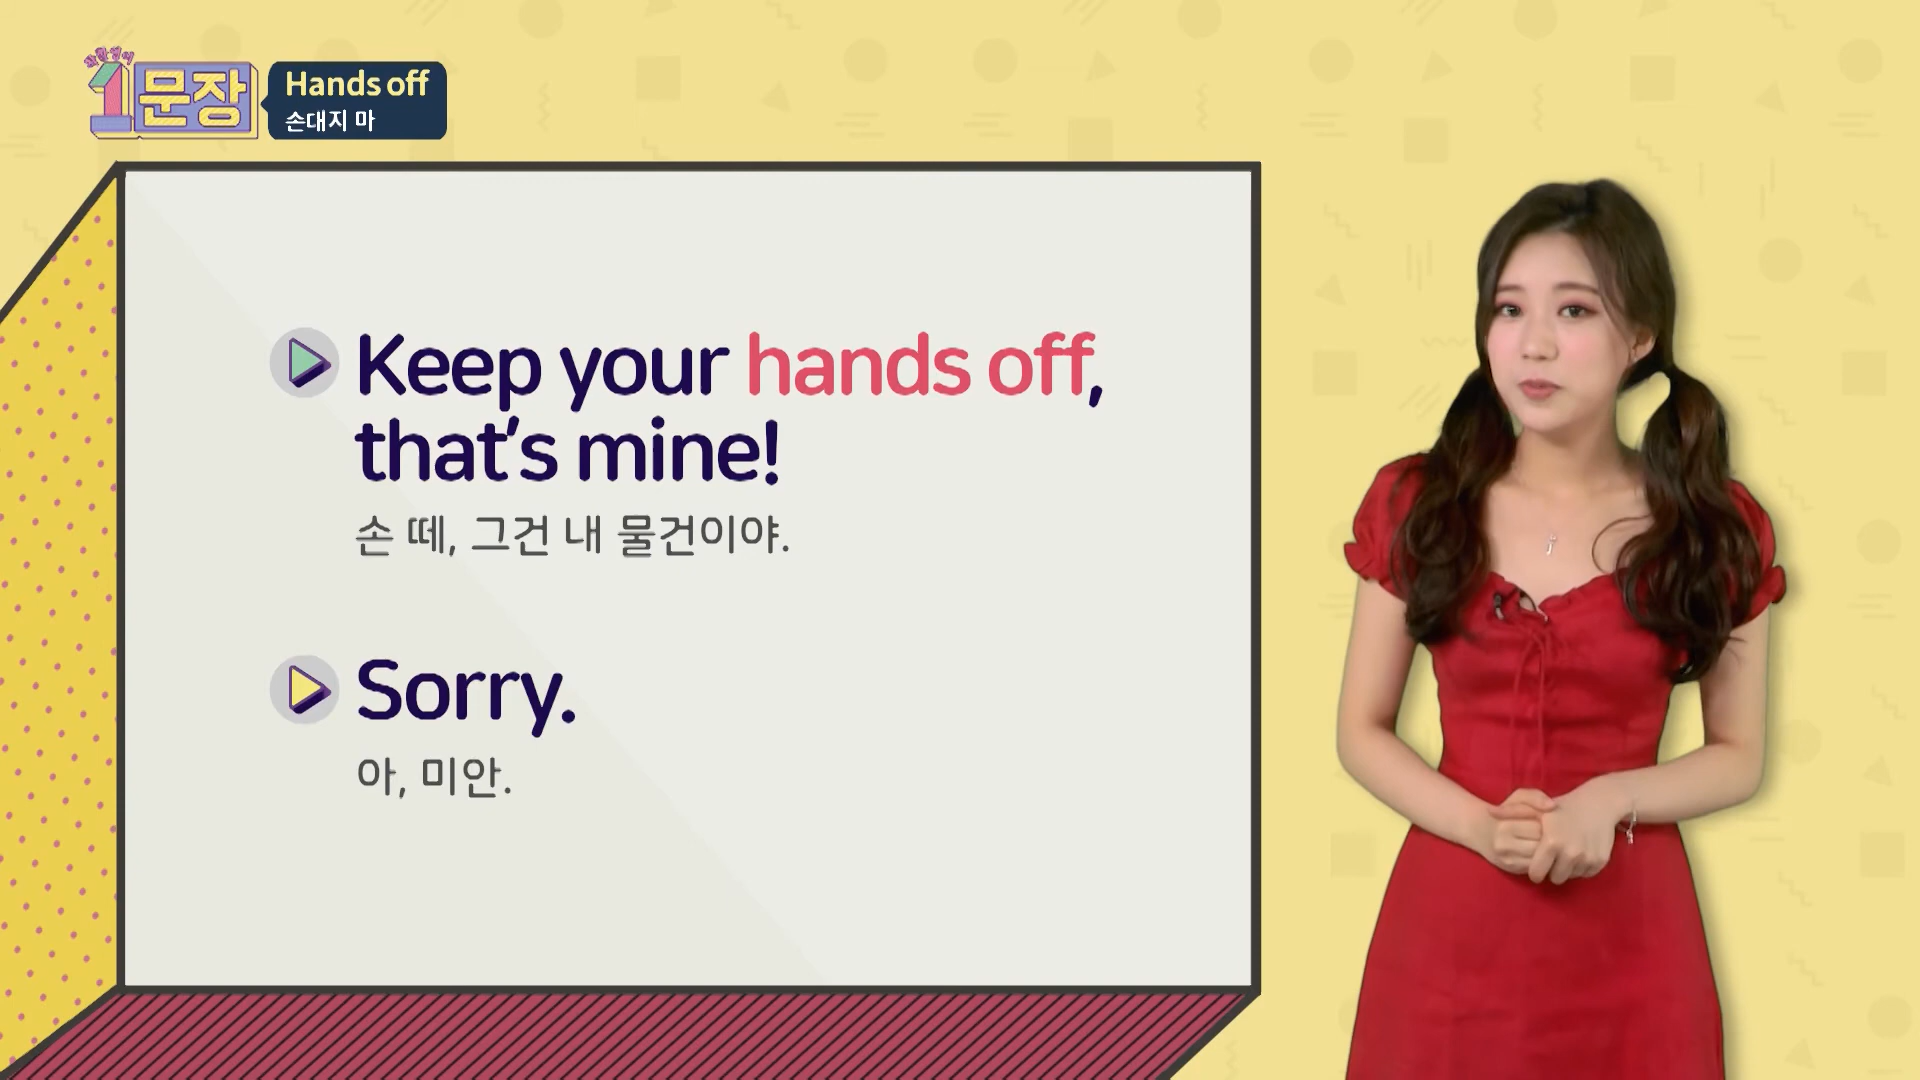 1문장
Hands off
손대지 마
Keep your hands off,
that's mine!
손 떼, 그건 내 물건이야.
Sorry.
아, 미안.